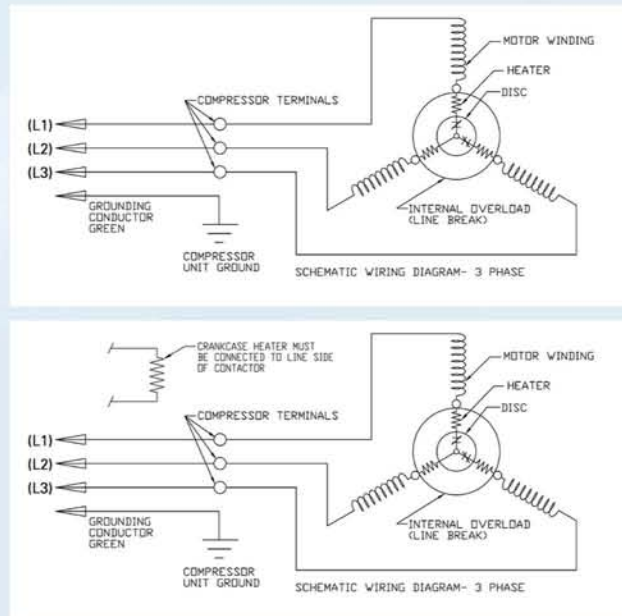 MOTOR WINDING
HEATER
DISC
COMPRESSOR TERMINALS
(L1)
(L2)
(L3)
GROUNDING
CONDUCTOR
GREEN
COMPRESSOR
UNIT GROUND
INTERNAL OVERLOAD
(LINE BREAK)
SCHEMATIC WIRING DIAGRAM- 3 PHASE
CRANKCASE HEATER MUST
BE CONNECTED TO LINE SIDE
OF CONTACTOR
MOTOR WINDING
HEATER
DISC
COMPRESSOR TERMINALS
(L1)
(L2)
(L3)
GROUNDING
CONDUCTOR
GREEN
COMPRESSOR
UNIT GROUND
INTERNAL OVERLOAD
(LINE BREAK)
SCHEMATIC WIRING DIAGRAM- 3 PHASE